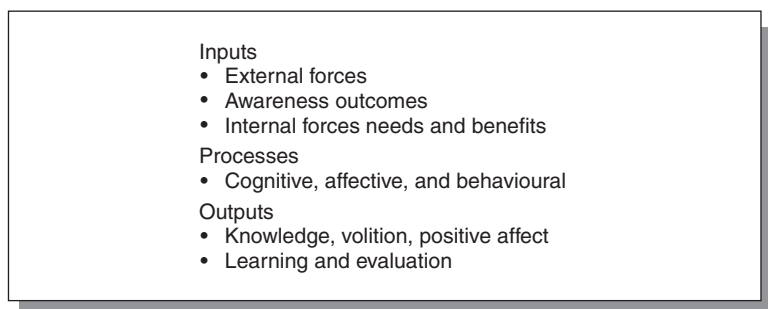 Inputs
• External forces
• Awareness outcomes
• Internal forces needs and benefits
Processes
• Cognitive, affective, and behavioural
Outputs
• Knowledge, volition, positive affect
• Learning and evaluation